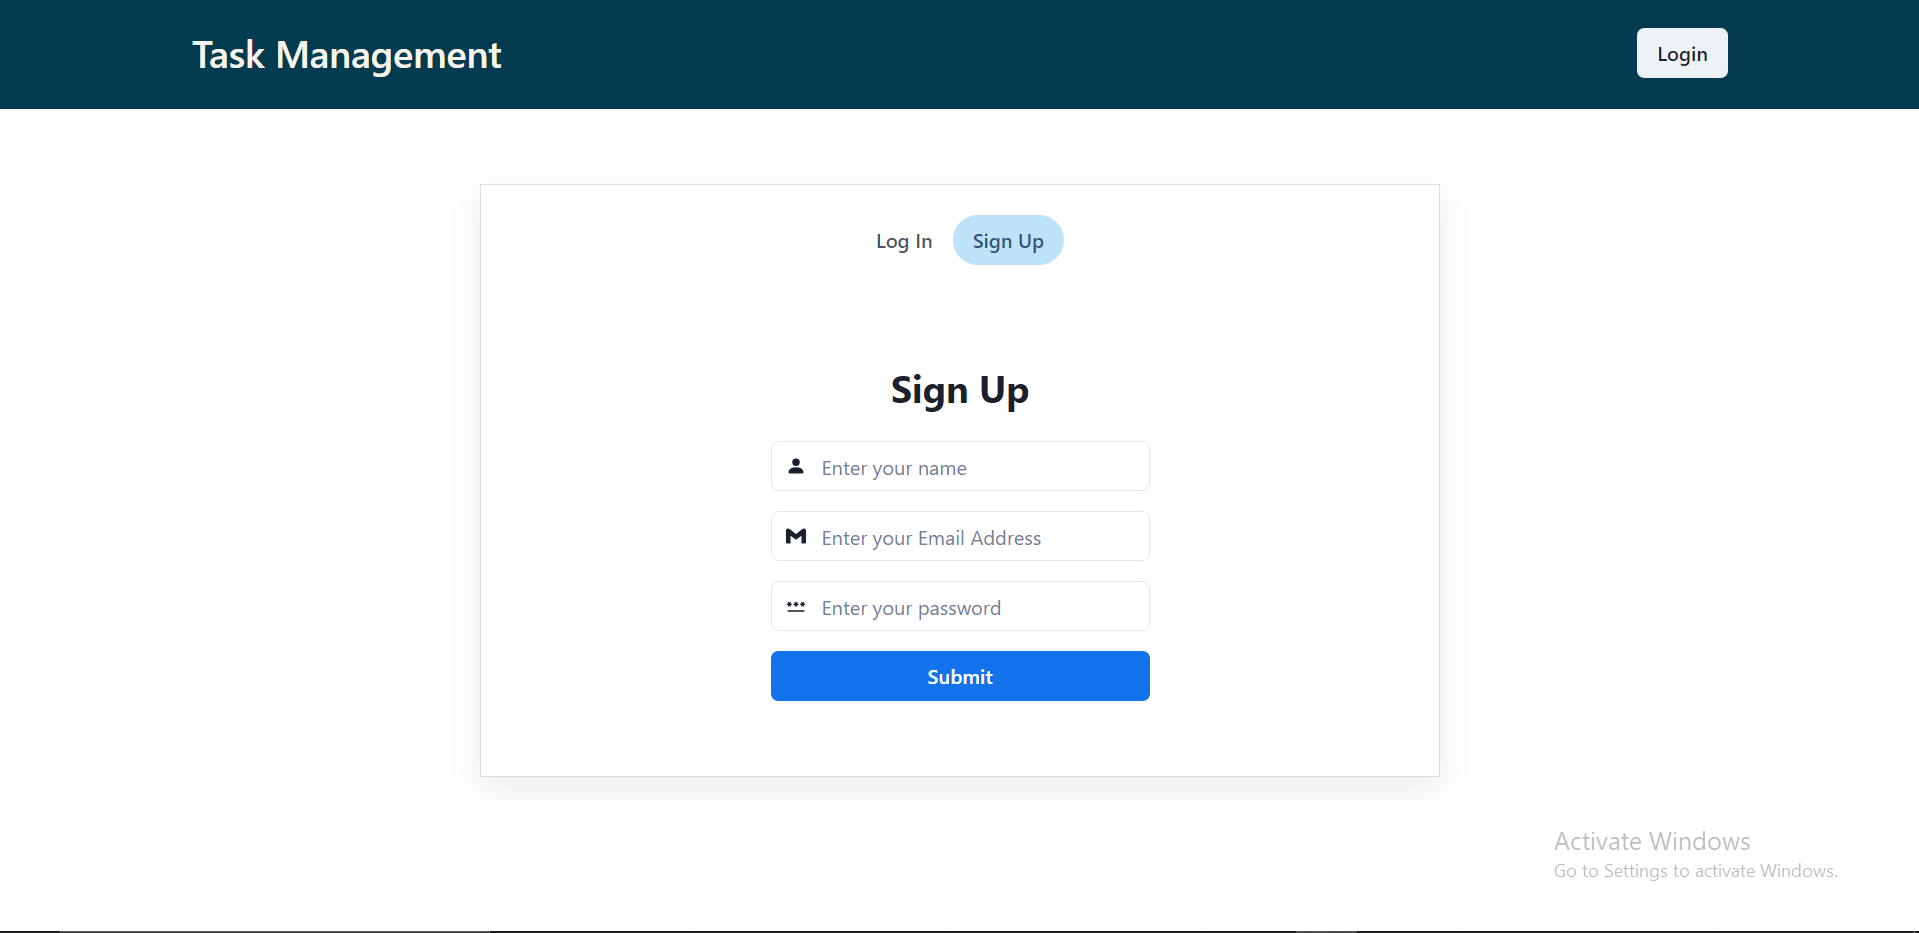 Task Management
Login
Log In
Sign Up
Sign Up
Enter your name
Enter your Email Address
Enter your password
Submit
Activate Windows
Go to Settings to activate Windows.